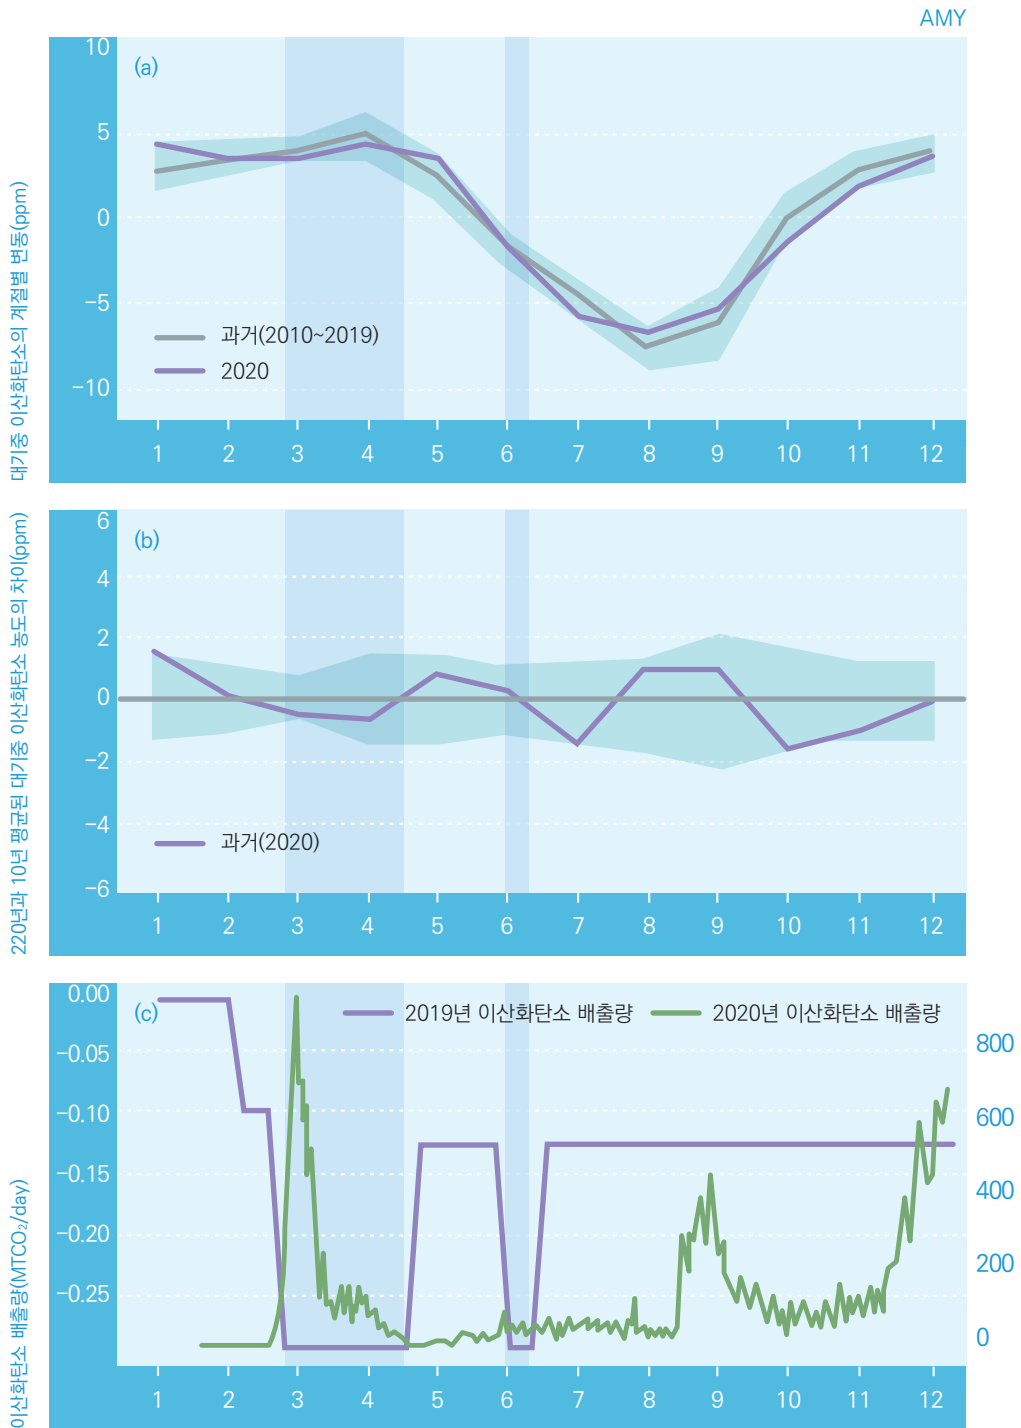 AMY
대기중 이산화탄소의 계절별 변동(ppm)
(a)
10
5
0
−5
−10
과거(2010~2019)
2020
1 2 3 4 5 6 7 8 9 10 11 12
220년과 10년 평균된 대기중 이산화탄소 농도의 차이(ppm)
(b)
6
4
2
0
−2
−4
−6
과거(2020)
1 2 3 4 5 6 7 8 9 10 11 12
이산화탄소 배출량(MTCO₂/day)
(c)
2019년 이산화탄소 배출량
2020년 이산화탄소 배출량
0.00
−0.05
−0.10
−0.15
−0.20
−0.25
800
600
400
200
0
1 2 3 4 5 6 7 8 9 10 11 12